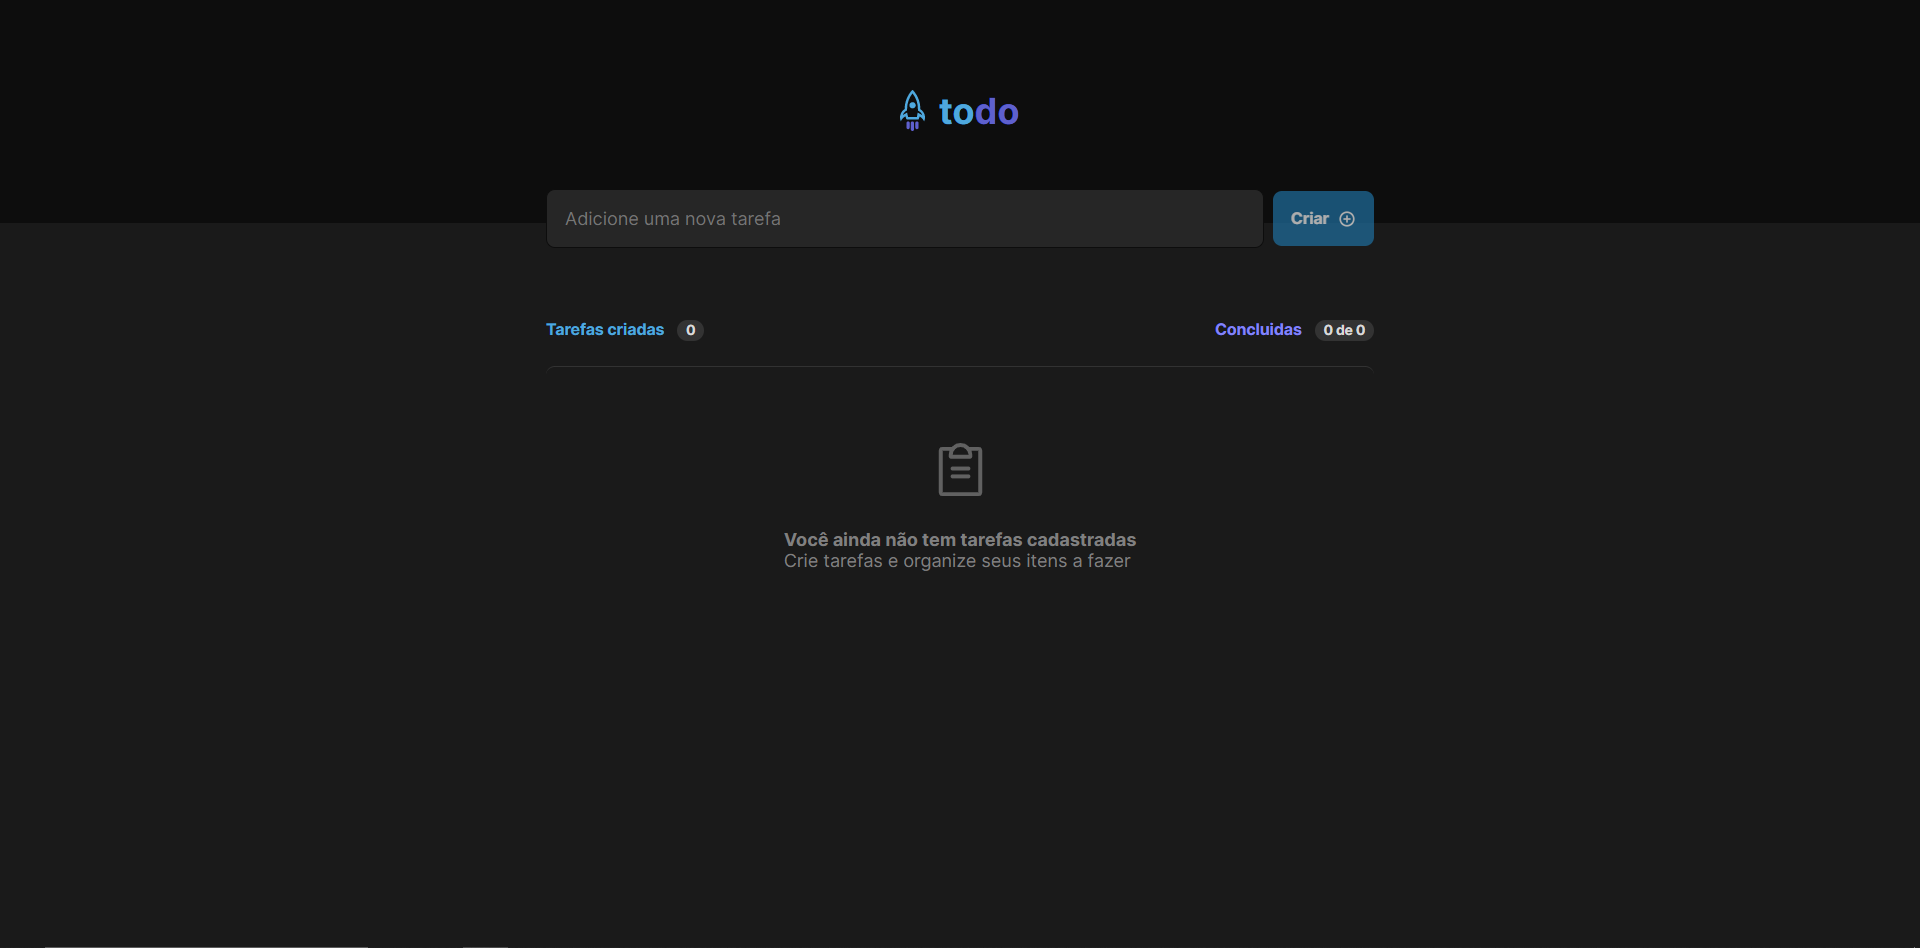 todo
Adicione uma nova tarefa
Criar
Tarefas criadas 0
Concluidas 0 de 0
Você ainda não tem tarefas cadastradas
Crie tarefas e organize seus itens a fazer